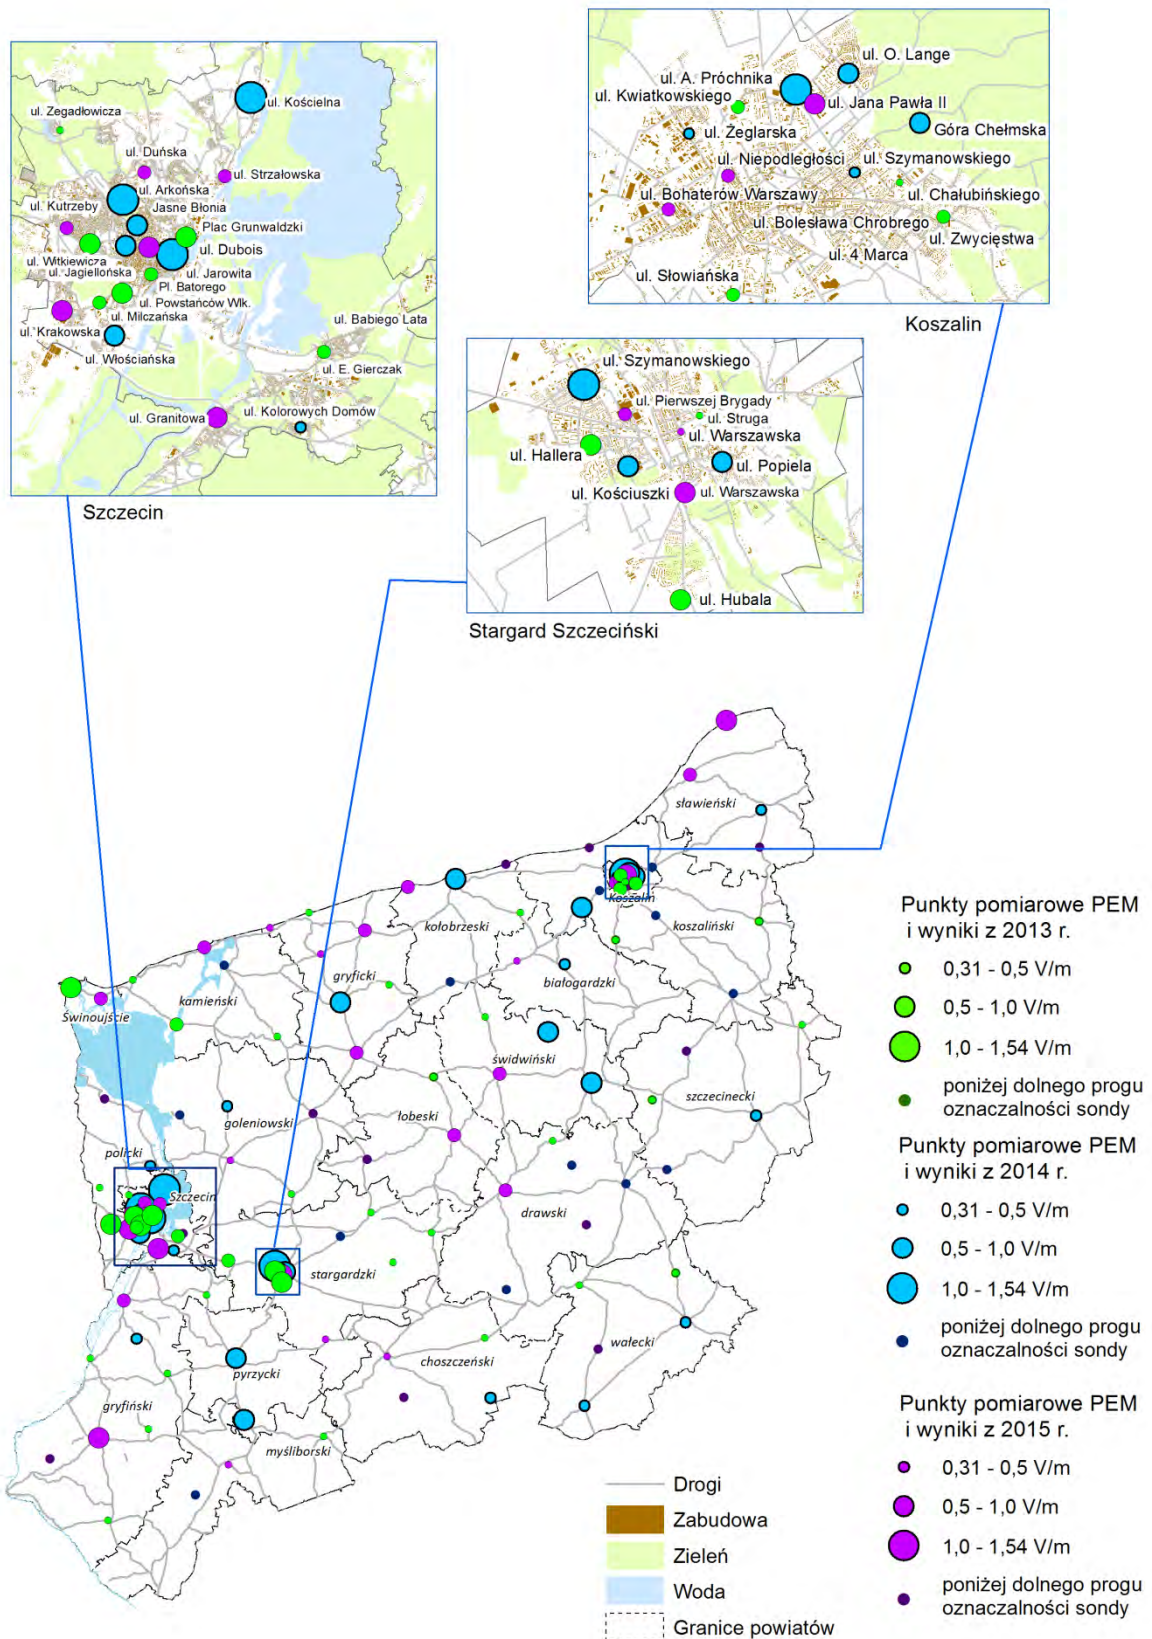 ul. Kościelna
ul. Zegadłowicza
ul. Duńska
ul. Strzałowska
ul. Arkońska
ul. Kutrzeby
Jasne Błonia
Plac Grunwaldzki
ul. Dubois
ul. Witkiewicza
ul. Jagiellońska
ul. Jarowita
Pl. Batorego
ul. Powstańców Wlk.
ul. Milczańska
ul. Krakowska
ul. Babiego Lata
ul. Włościańska
ul. E. Gierczak
ul. Granitowa
ul. Kolorowych Domów
Szczecin
ul. O. Lange
ul. A. Próchnika
ul. Kwiatkowskiego
ul. Jana Pawła II
Góra Chełmska
ul. Żeglarska
ul. Niepodległości
ul. Szymanowskiego
ul. Bohaterów Warszawy
ul. Chałubińskiego
ul. Bolesława Chrobrego
ul. Zwycięstwa
ul. 4 Marca
ul. Słowiańska
Koszalin
ul. Szymanowskiego
ul. Pierwszej Brygady
ul. Struga
ul. Warszawska
ul. Hallera
ul. Popiela
ul. Kościuszki
ul. Warszawska
ul. Hubala
Stargard Szczeciński
sławieński
Koszalin
koszaliński
kołobrzeski
gryficki
białogardzki
kamieński
Świnoujście
świdwiński
szczecinecki
łobeski
goleniowski
policki
Szczecin
drawski
stargardzki
wałecki
choszczeński
pyrzycki
gryfiński
myśliborski
Punkty pomiarowe PEM
i wyniki z 2013 r.
0,31 - 0,5 V/m
0,5 - 1,0 V/m
1,0 - 1,54 V/m
poniżej dolnego progu
oznaczalności sondy
Punkty pomiarowe PEM
i wyniki z 2014 r.
0,31 - 0,5 V/m
0,5 - 1,0 V/m
1,0 - 1,54 V/m
poniżej dolnego progu
oznaczalności sondy
Punkty pomiarowe PEM
i wyniki z 2015 r.
0,31 - 0,5 V/m
0,5 - 1,0 V/m
1,0 - 1,54 V/m
poniżej dolnego progu
oznaczalności sondy
Drogi
Zabudowa
Zieleń
Woda
Granice powiatów